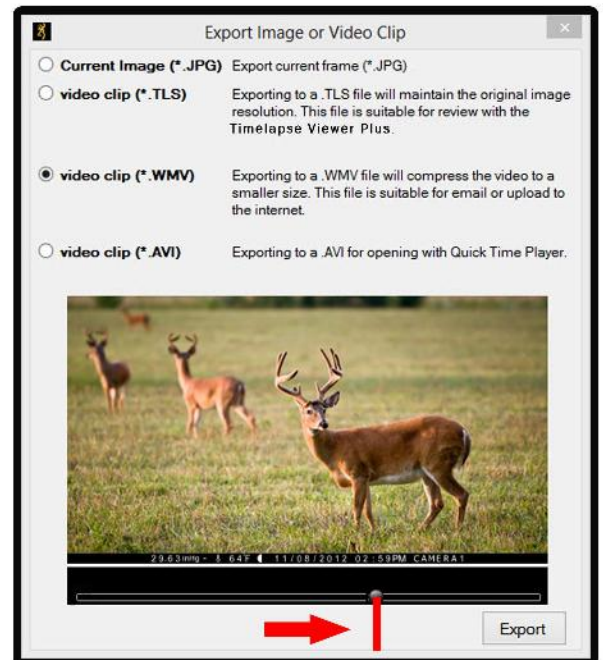 Export Image or Video Clip
Current Image (*.JPG) Export current frame (*.JPG)
video clip (*.TLS) Exporting to a .TLS file will maintain the original image
resolution. This file is suitable for review with the
Timelapse Viewer Plus.
video clip (*.WMV) Exporting to a .WMV file will compress the video to a
smaller size. This file is suitable for email or upload to
the internet.
video clip (*.AVI) Exporting to a .AVI for opening with Quick Time Player.
29.63inHg - 64F 11/08/2012 02:59PM CAMERA1
Export